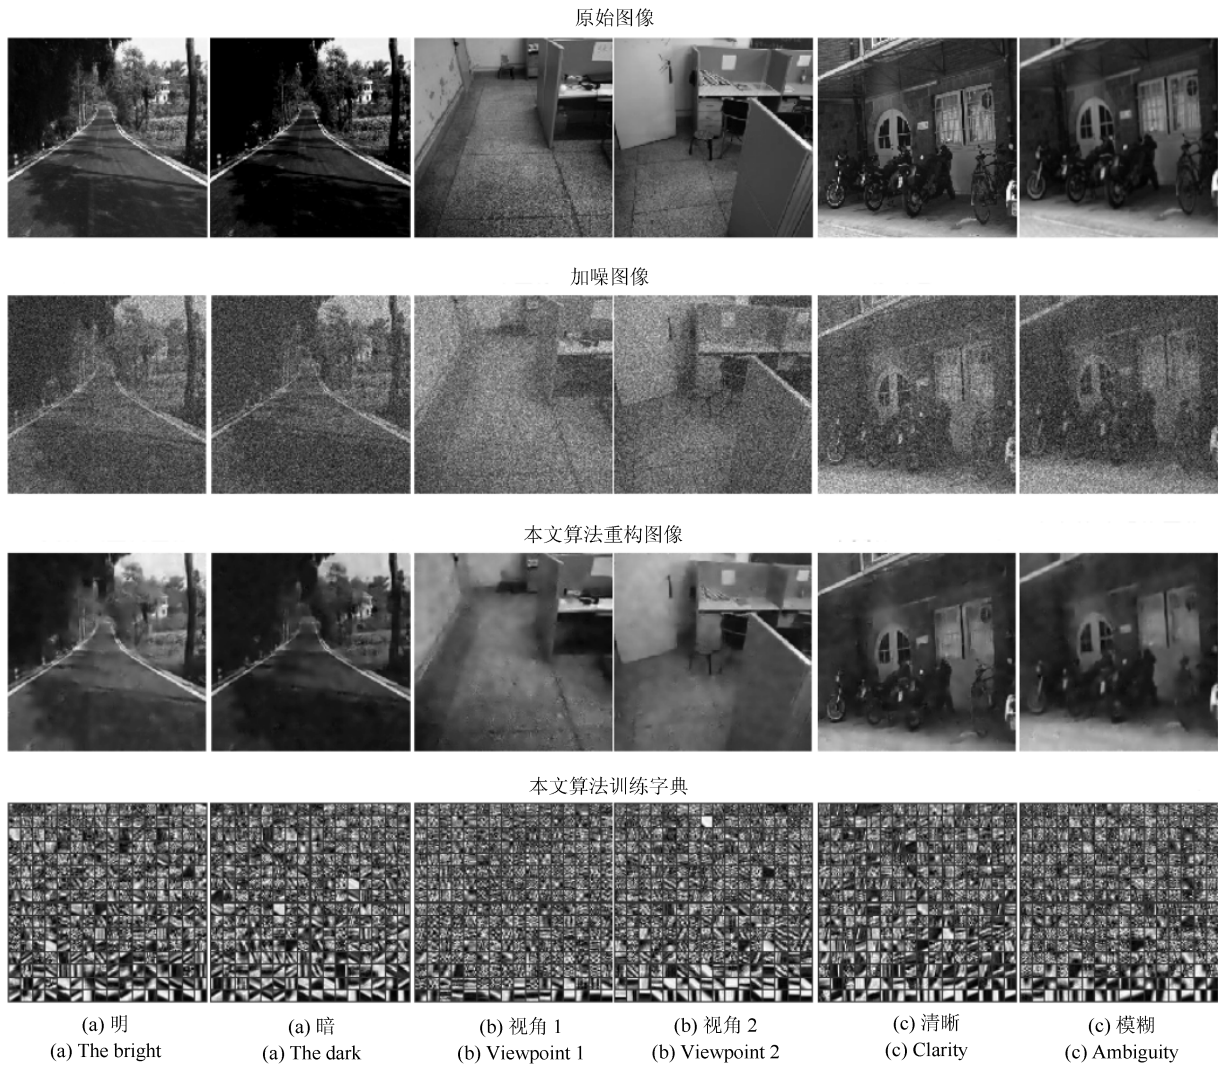 原始图像
加噪图像
本文算法重构图像
本文算法训练字典
(a) 明 (a) 暗 (b) 视角 1 (b) 视角 2 (c) 清晰 (c) 模糊
(a) The bright (a) The dark (b) Viewpoint 1 (b) Viewpoint 2 (c) Clarity (c) Ambiguity